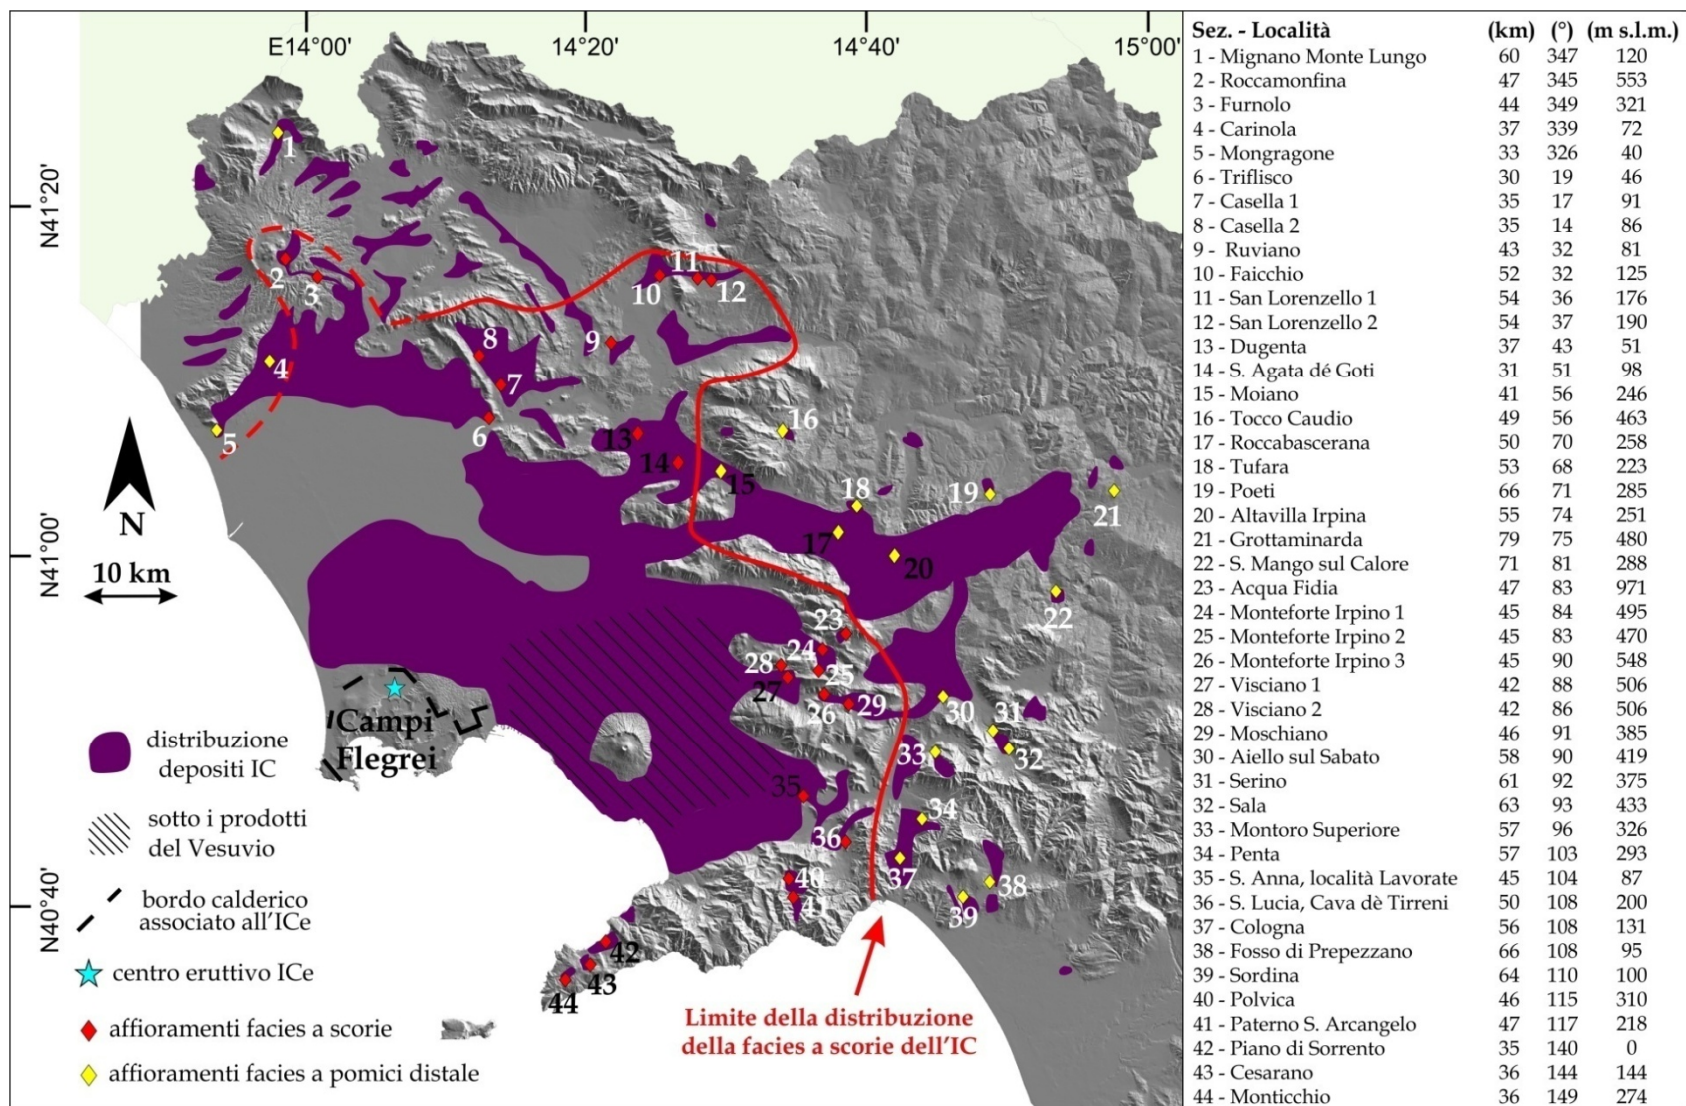 E14°00'
14°20'
14°40'
15°00'
N41°20'
N41°00'
N40°40'
1
2
3
4
5
6
7
8
9
10
11
12
13
14
15
16
17
18
19
20
21
22
23
24
25
26
27
28
29
30
31
32
33
34
35
36
37
38
39
40
41
42
43
44
N
10 km
Campi
Flegrei
distribuzione
depositi IC
sotto i prodotti
del Vesuvio
bordo calderico
associato all'ICe
centro eruttivo ICe
affioramenti facies a scorie
affioramenti facies a pomici distale
Limite della distribuzione
della facies a scorie dell'IC
Sez. - Località (km) (°) (m s.l.m.)
1 - Mignano Monte Lungo 60 347 120
2 - Roccamonfina 47 345 553
3 - Furnolo 44 349 321
4 - Carinola 37 339 72
5 - Mongragone 33 326 40
6 - Triflisco 30 19 46
7 - Casella 1 35 17 91
8 - Casella 2 35 14 86
9 - Ruviano 43 32 81
10 - Faicchio 52 32 125
11 - San Lorenzello 1 54 36 176
12 - San Lorenzello 2 54 37 190
13 - Dugenta 37 43 51
14 - S. Agata dé Goti 31 51 98
15 - Moiano 41 56 246
16 - Tocco Caudio 49 56 463
17 - Roccabascerana 50 70 258
18 - Tufara 53 68 223
19 - Poeti 66 71 285
20 - Altavilla Irpina 55 74 251
21 - Grottaminarda 79 75 480
22 - S. Mango sul Calore 71 81 288
23 - Acqua Fidia 47 83 971
24 - Monteforte Irpino 1 45 84 495
25 - Monteforte Irpino 2 45 83 470
26 - Monteforte Irpino 3 45 90 548
27 - Visciano 1 42 88 506
28 - Visciano 2 42 86 506
29 - Moschiano 46 91 385
30 - Aiello sul Sabato 58 90 419
31 - Serino 61 92 375
32 - Sala 63 93 433
33 - Montoro Superiore 57 96 326
34 - Penta 57 103 293
35 - S. Anna, località Lavorate 45 104 87
36 - S. Lucia, Cava dè Tirreni 50 108 200
37 - Cologna 56 108 131
38 - Fosso di Prepezzano 66 108 95
39 - Sordina 64 110 100
40 - Polvica 46 115 310
41 - Paterno S. Arcangelo 47 117 218
42 - Piano di Sorrento 35 140 0
43 - Cesarano 36 144 144
44 - Monticchio 36 149 274